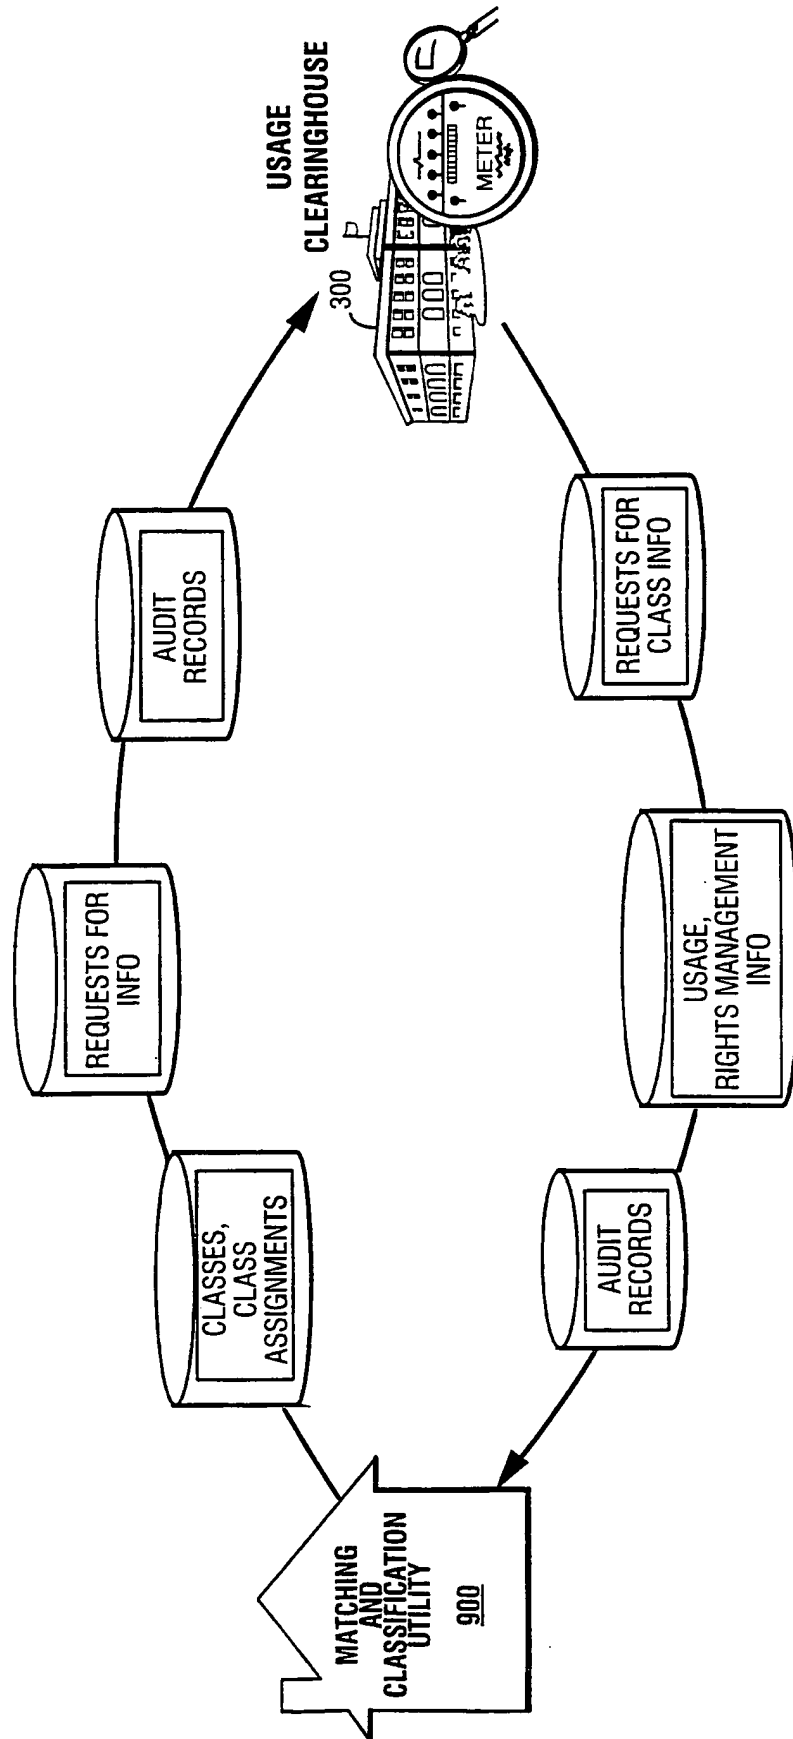 USAGE
CLEARINGHOUSE
300
METER
AUDIT
RECORDS
REQUESTS FOR
INFO
CLASSES,
CLASS
ASSIGNMENTS
MATCHING
AND
CLASSIFICATION
UTILITY
900
AUDIT
RECORDS
USAGE,
RIGHTS MANAGEMENT
INFO
REQUESTS FOR
CLASS INFO